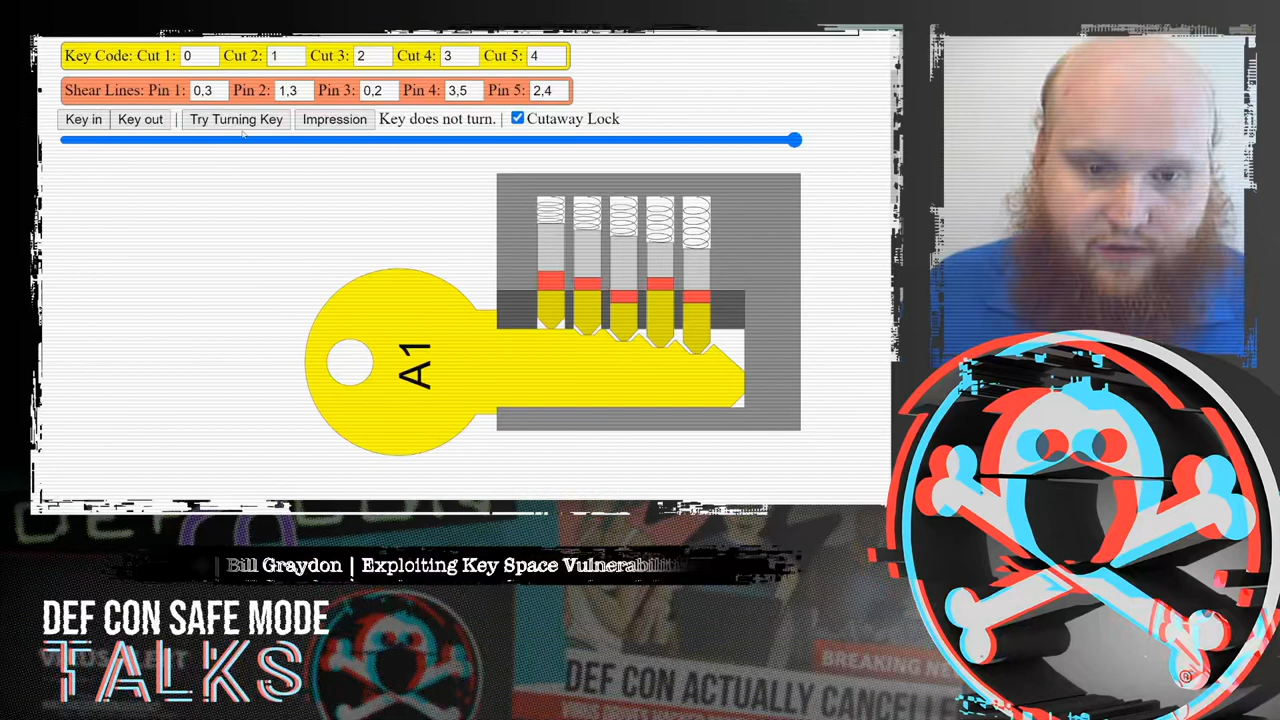 Key Code: Cut 1: 0 Cut 2: 1 Cut 3: 2 Cut 4: 3 Cut 5: 4
Shear Lines: Pin 1: 0,3 Pin 2: 1,3 Pin 3: 0,2 Pin 4: 3,5 Pin 5: 2,4
Key in Key out | Try Turning Key Impression Key does not turn. | Cutaway Lock
A1
| Bill Graydon | Exploiting Key Space Vulnerabiliti
DEF CON SAFE MODE
TALKS
BREAKING NE
DEF CON ACTUALLY CANCELLE
®